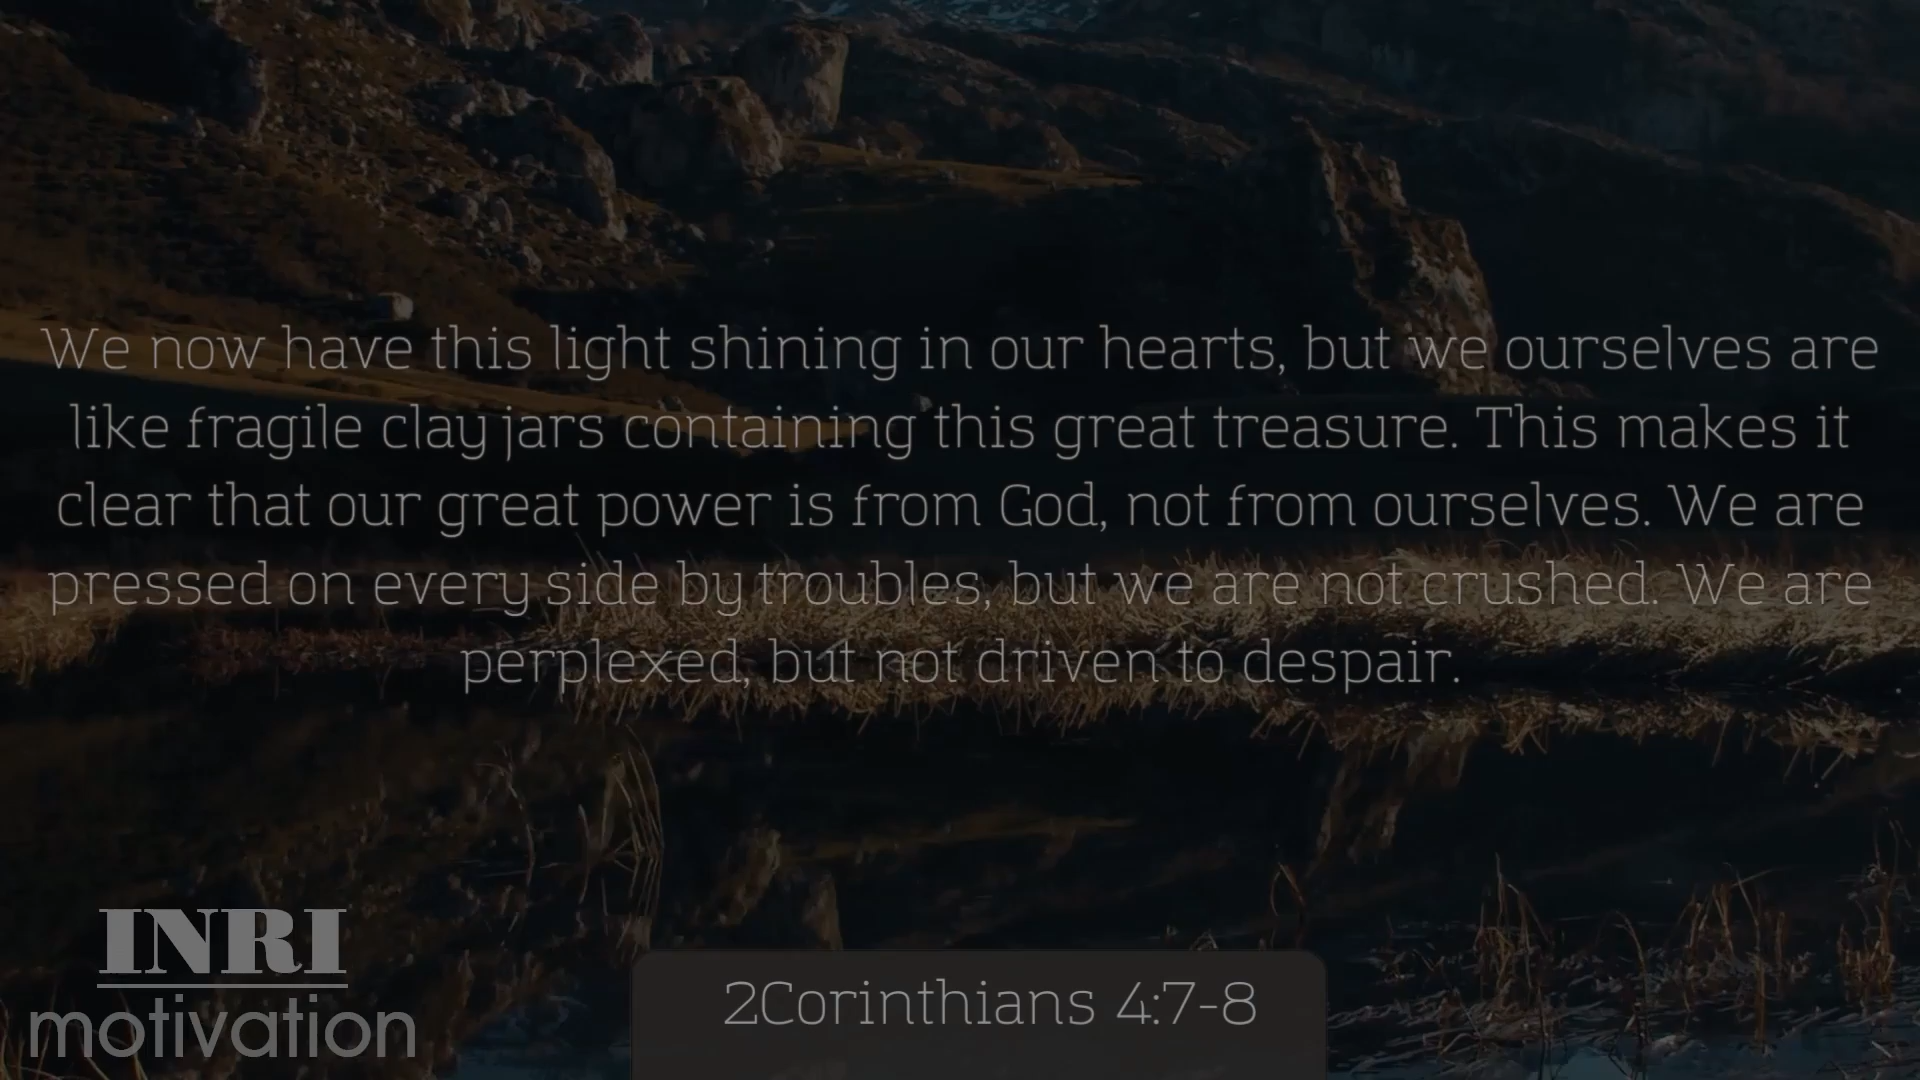 We now have this light shining in our hearts, but we ourselves are
like fragile clay jars containing this great treasure. This makes it
clear that our great power is from God, not from ourselves. We are
pressed on every side by troubles, but we are not crushed. We are
perplexed, but not driven to despair.
INRI
motivation
2Corinthians 4:7-8